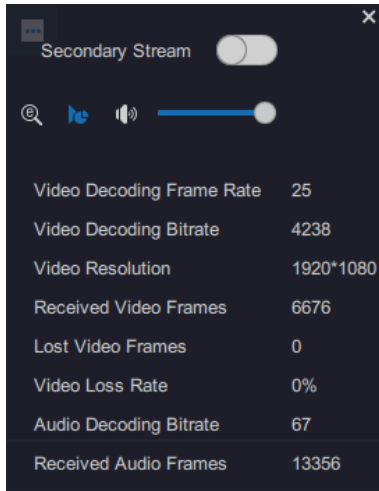 Secondary Stream
Video Decoding Frame Rate 25
Video Decoding Bitrate 4238
Video Resolution 1920*1080
Received Video Frames 6676
Lost Video Frames 0
Video Loss Rate 0%
Audio Decoding Bitrate 67
Received Audio Frames 13356